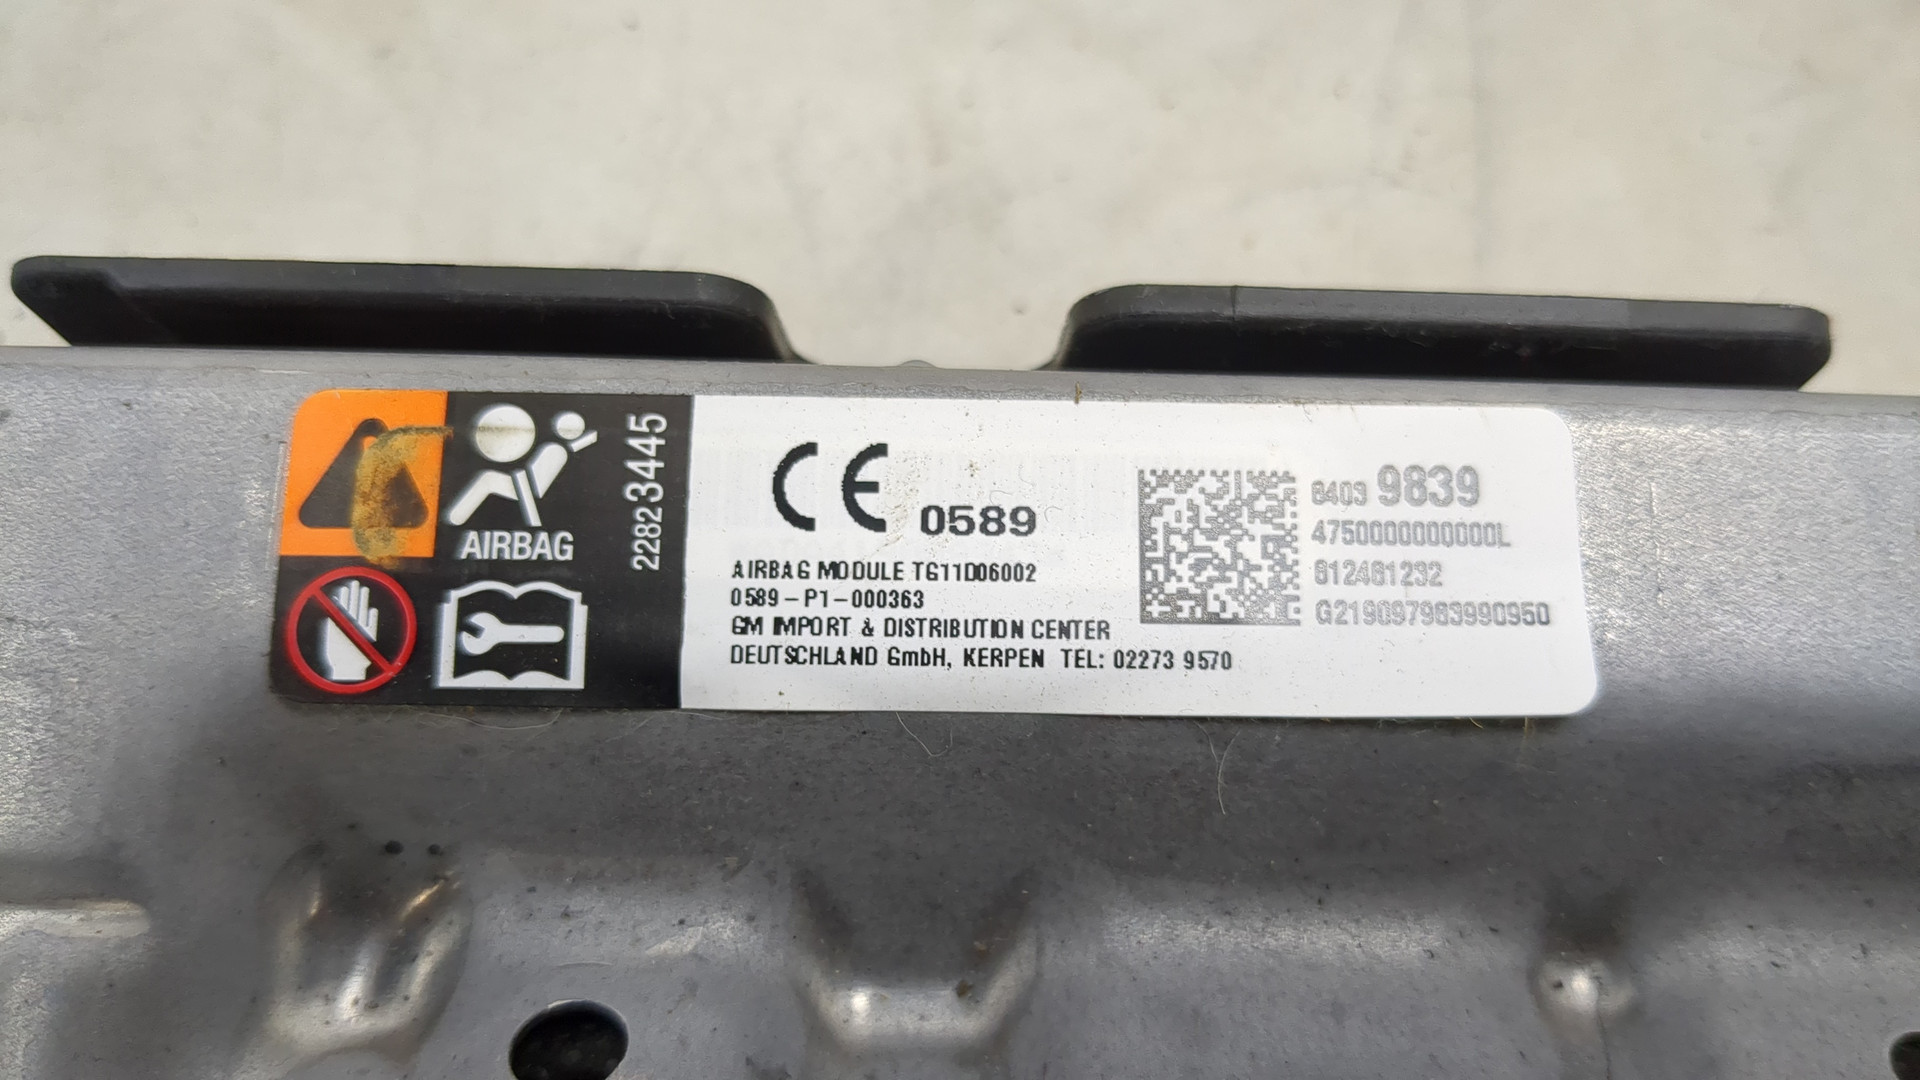 AIRBAG
22823445
CE 0589
AIRBAG MODULE TG11D06002
0589-P1-000363
GM IMPORT & DISTRIBUTION CENTER
DEUTSCHLAND GmbH, KERPEN TEL: 02273 9570
8403 9839
4750000000000L
612461232
G219097983990950